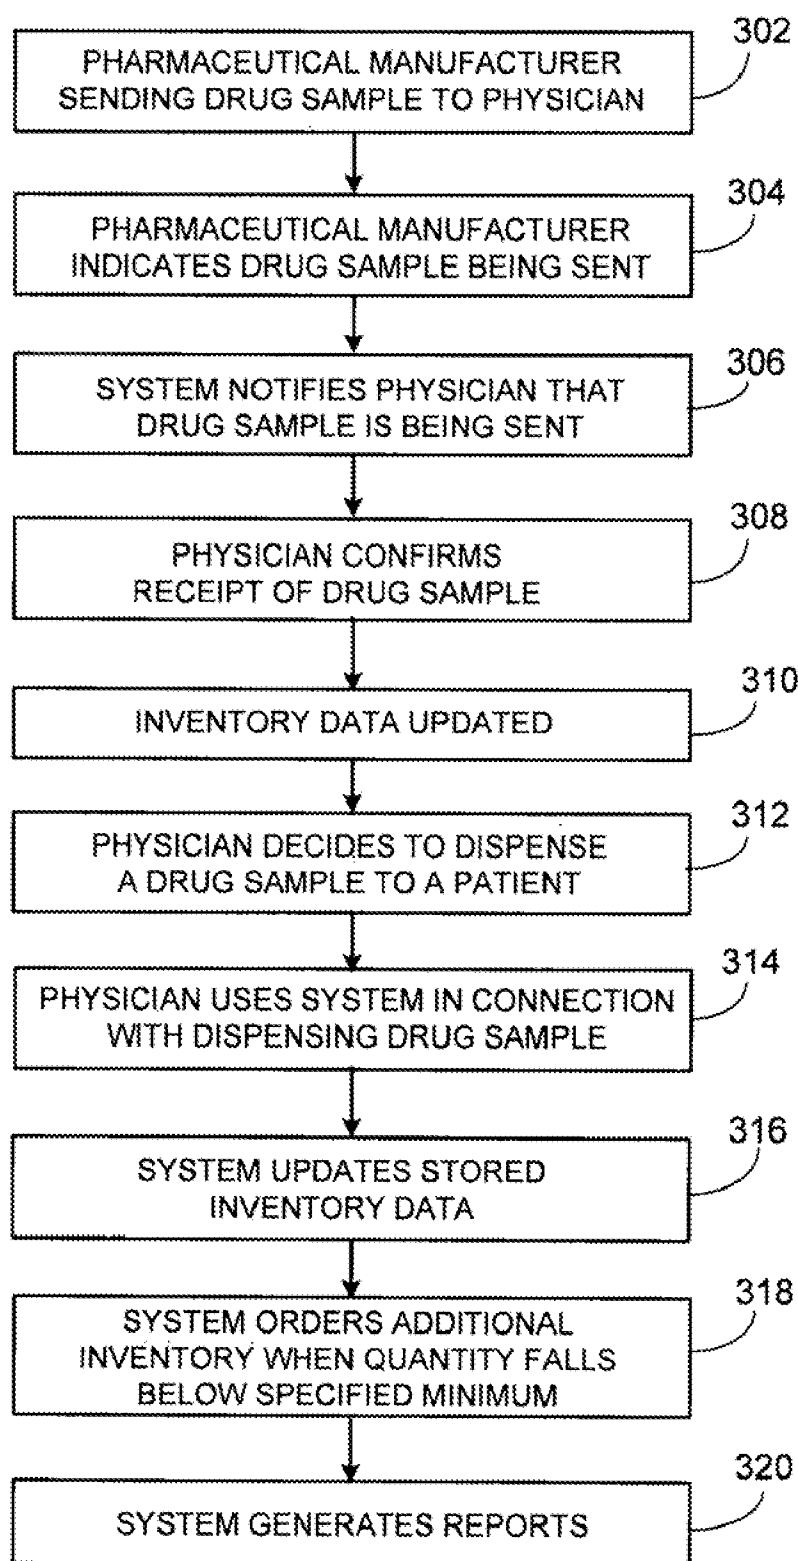 302
PHARMACEUTICAL MANUFACTURER
SENDING DRUG SAMPLE TO PHYSICIAN
304
PHARMACEUTICAL MANUFACTURER
INDICATES DRUG SAMPLE BEING SENT
306
SYSTEM NOTIFIES PHYSICIAN THAT
DRUG SAMPLE IS BEING SENT
308
PHYSICIAN CONFIRMS
RECEIPT OF DRUG SAMPLE
310
INVENTORY DATA UPDATED
312
PHYSICIAN DECIDES TO DISPENSE
A DRUG SAMPLE TO A PATIENT
314
PHYSICIAN USES SYSTEM IN CONNECTION
WITH DISPENSING DRUG SAMPLE
316
SYSTEM UPDATES STORED
INVENTORY DATA
318
SYSTEM ORDERS ADDITIONAL
INVENTORY WHEN QUANTITY FALLS
BELOW SPECIFIED MINIMUM
320
SYSTEM GENERATES REPORTS